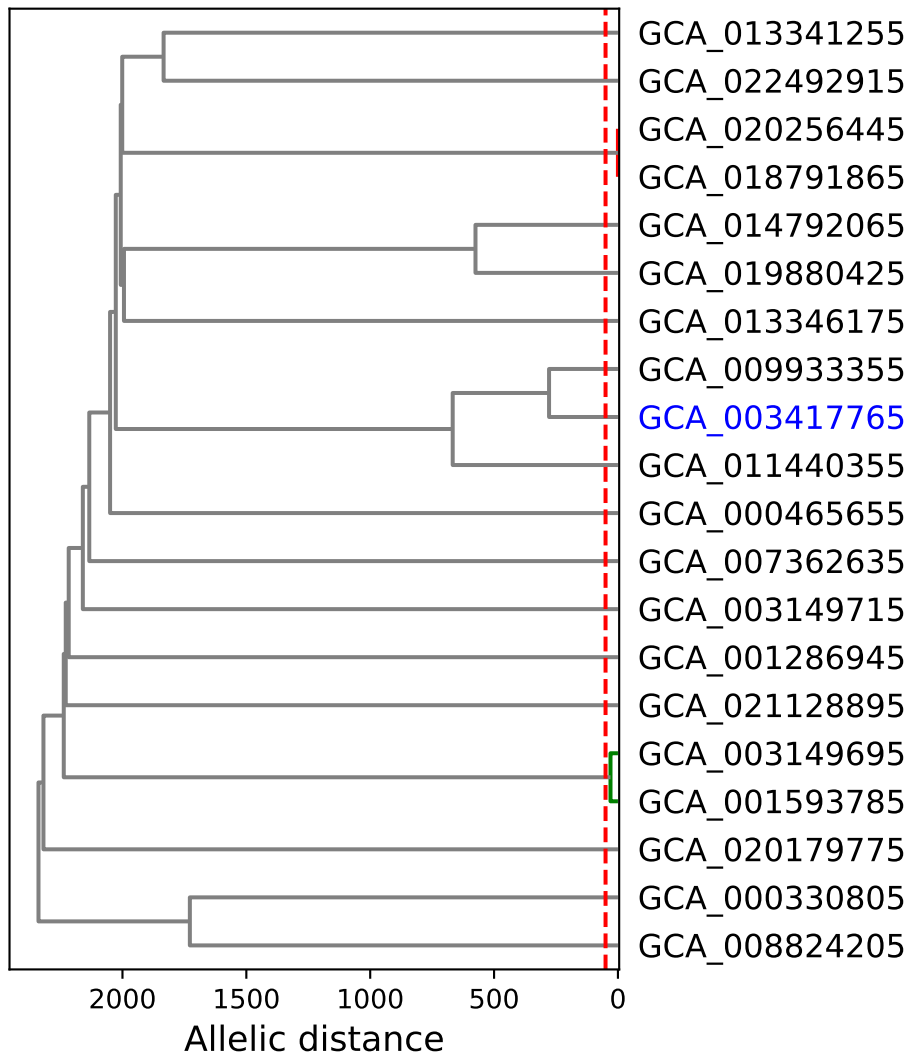 GCA_013341255
GCA_022492915
GCA_020256445
GCA_018791865
GCA_014792065
GCA_019880425
GCA_013346175
GCA_009933355
GCA_003417765
GCA_011440355
GCA_000465655
GCA_007362635
GCA_003149715
GCA_001286945
GCA_021128895
GCA_003149695
GCA_001593785
GCA_020179775
GCA_000330805
GCA_008824205
2000 1500 1000 500 0
Allelic distance